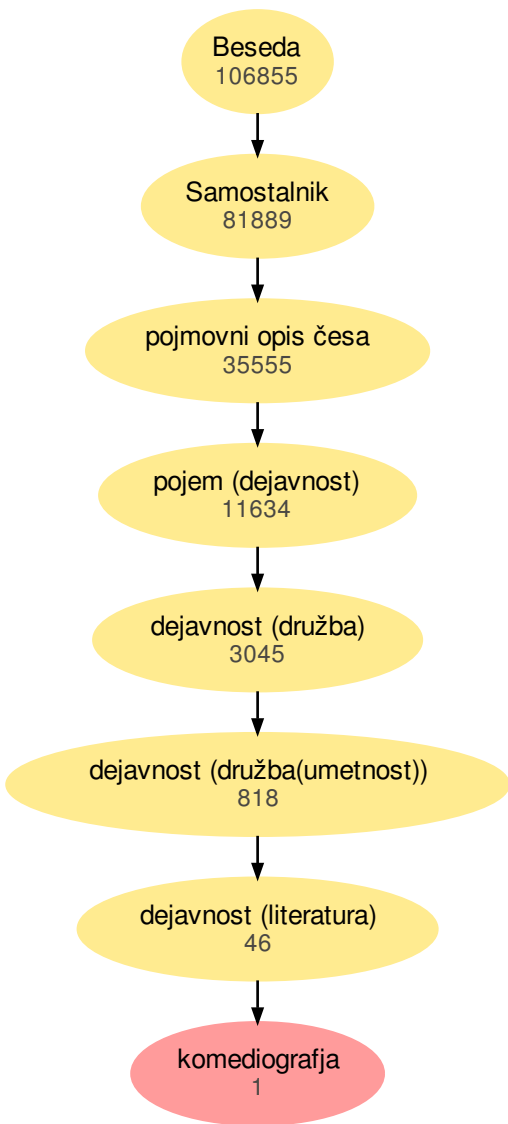 Beseda
106855
Samostalnik
81889
pojmovni opis česa
35555
pojem (dejavnost)
11634
dejavnost (družba)
3045
dejavnost (družba(umetnost))
818
dejavnost (literatura)
46
komediografja
1